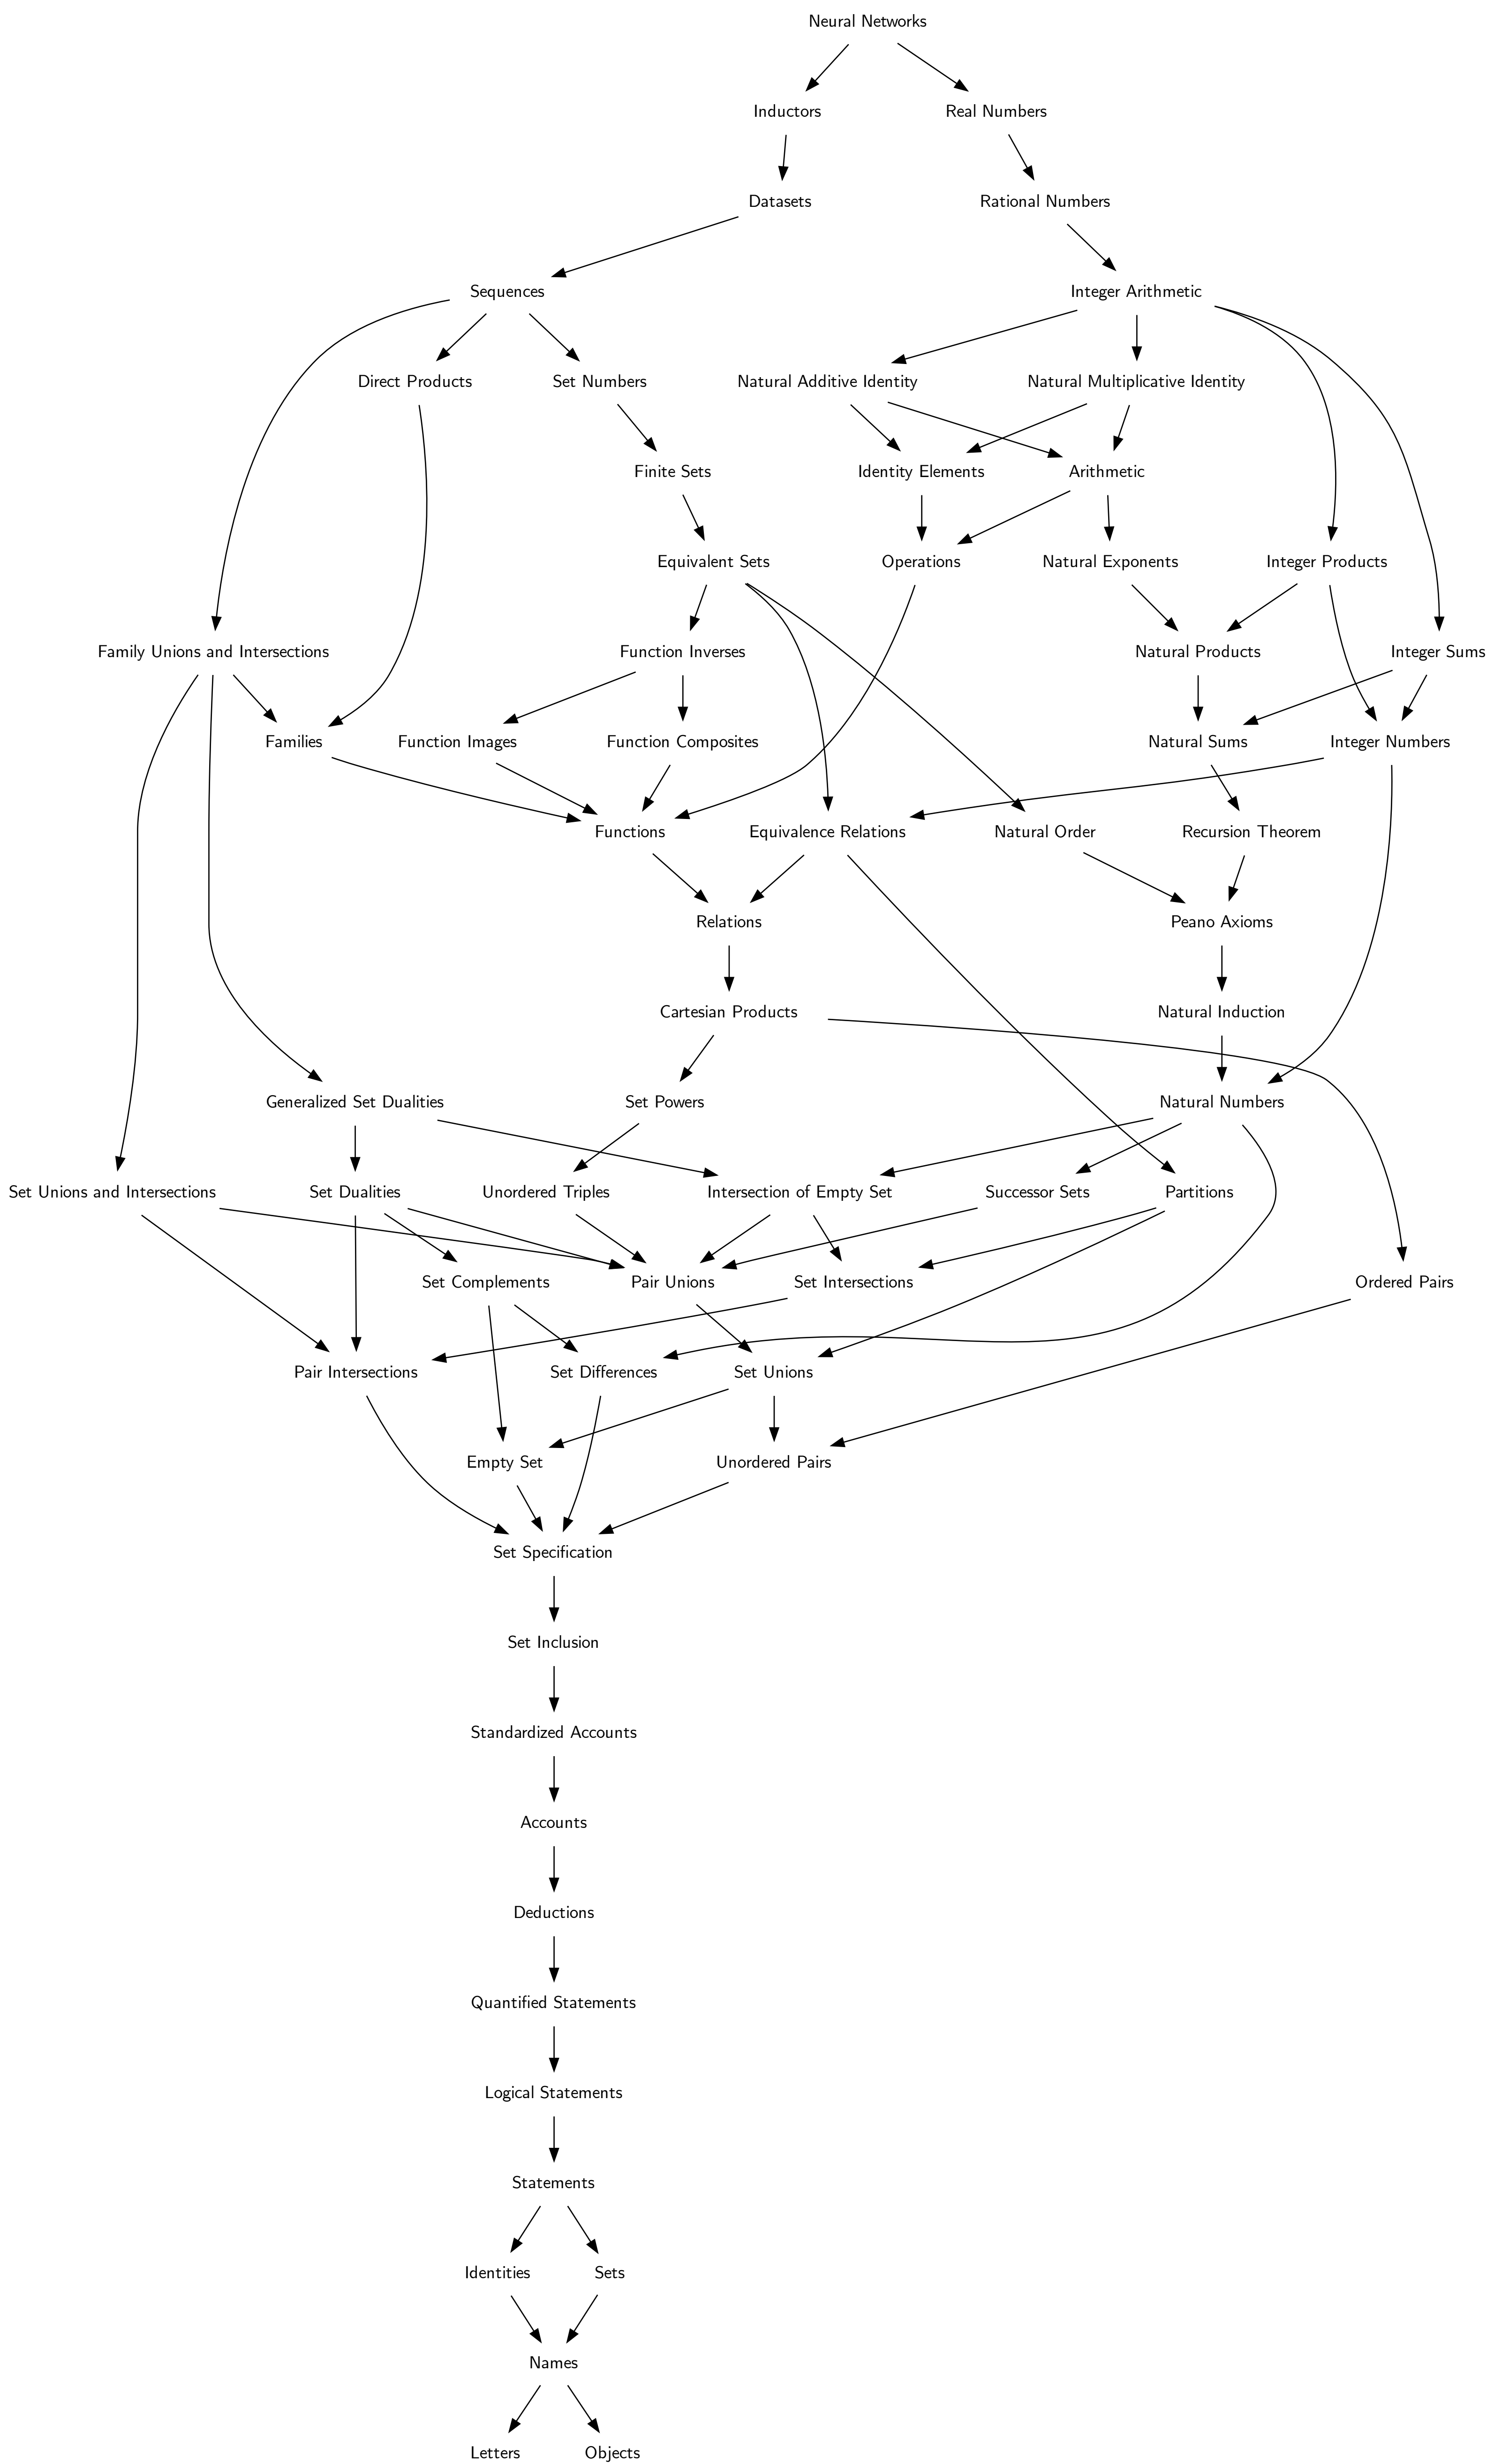 Neural Networks
Inductors
Real Numbers
Datasets
Rational Numbers
Sequences
Integer Arithmetic
Direct Products
Set Numbers
Natural Additive Identity
Natural Multiplicative Identity
Finite Sets
Identity Elements
Arithmetic
Equivalent Sets
Operations
Natural Exponents
Integer Products
Family Unions and Intersections
Function Inverses
Natural Products
Integer Sums
Families
Function Images
Function Composites
Natural Sums
Integer Numbers
Functions
Equivalence Relations
Natural Order
Recursion Theorem
Relations
Peano Axioms
Cartesian Products
Natural Induction
Generalized Set Dualities
Set Powers
Natural Numbers
Set Unions and Intersections
Set Dualities
Unordered Triples
Intersection of Empty Set
Successor Sets
Partitions
Set Complements
Pair Unions
Set Intersections
Ordered Pairs
Pair Intersections
Set Differences
Set Unions
Empty Set
Unordered Pairs
Set Specification
Set Inclusion
Standardized Accounts
Accounts
Deductions
Quantified Statements
Logical Statements
Statements
Identities
Sets
Names
Letters
Objects